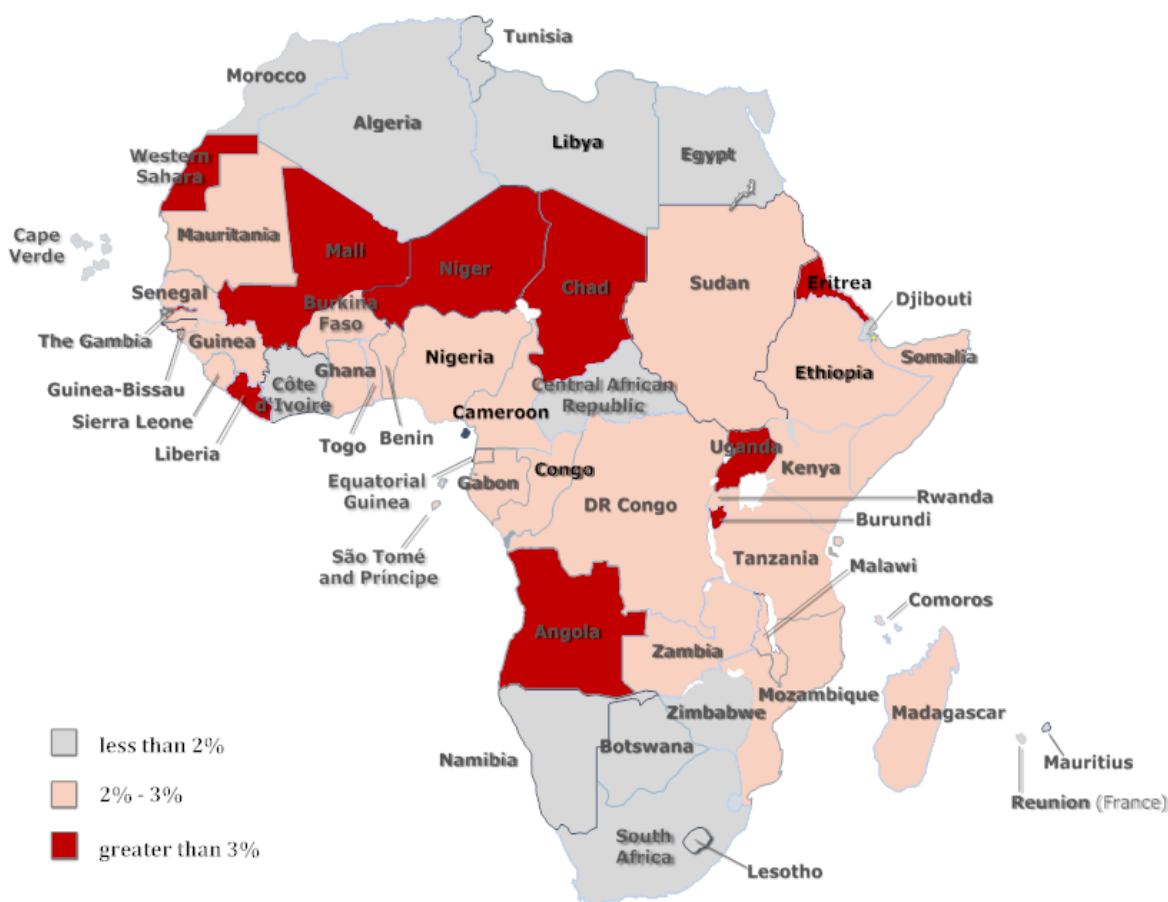 Tunisia
Morocco
Algeria
Libya
Egypt
Western
Sahara
Cape
Verde
Mauritania
Mali
Niger
Chad
Sudan
Eritrea
Djibouti
Senegal
The Gambia
Guinea-Bissau
Guinea
Sierra Leone
Liberia
Burkina
Faso
Côte
d'Ivoire
Ghana
Togo
Benin
Nigeria
Cameroon
Central African
Republic
Ethiopia
Somalia
Equatorial
Guinea
São Tomé
and Príncipe
Gabon
Congo
DR Congo
Uganda
Kenya
Rwanda
Burundi
Tanzania
Malawi
Comoros
Angola
Zambia
Mozambique
Madagascar
Zimbabwe
Botswana
Namibia
Mauritius
Reunion (France)
South
Africa
Lesotho
less than 2%
2% - 3%
greater than 3%